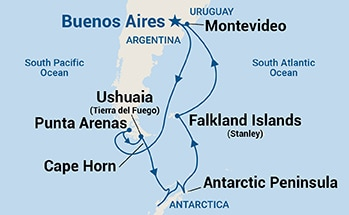 URUGUAY
Buenos Aires
Montevideo
ARGENTINA
South Pacific
Ocean
South Atlantic
Ocean
Ushuaia
(Tierra del Fuego)
Punta Arenas
Falkland Islands
(Stanley)
Cape Horn
Antarctic Peninsula
ANTARCTICA